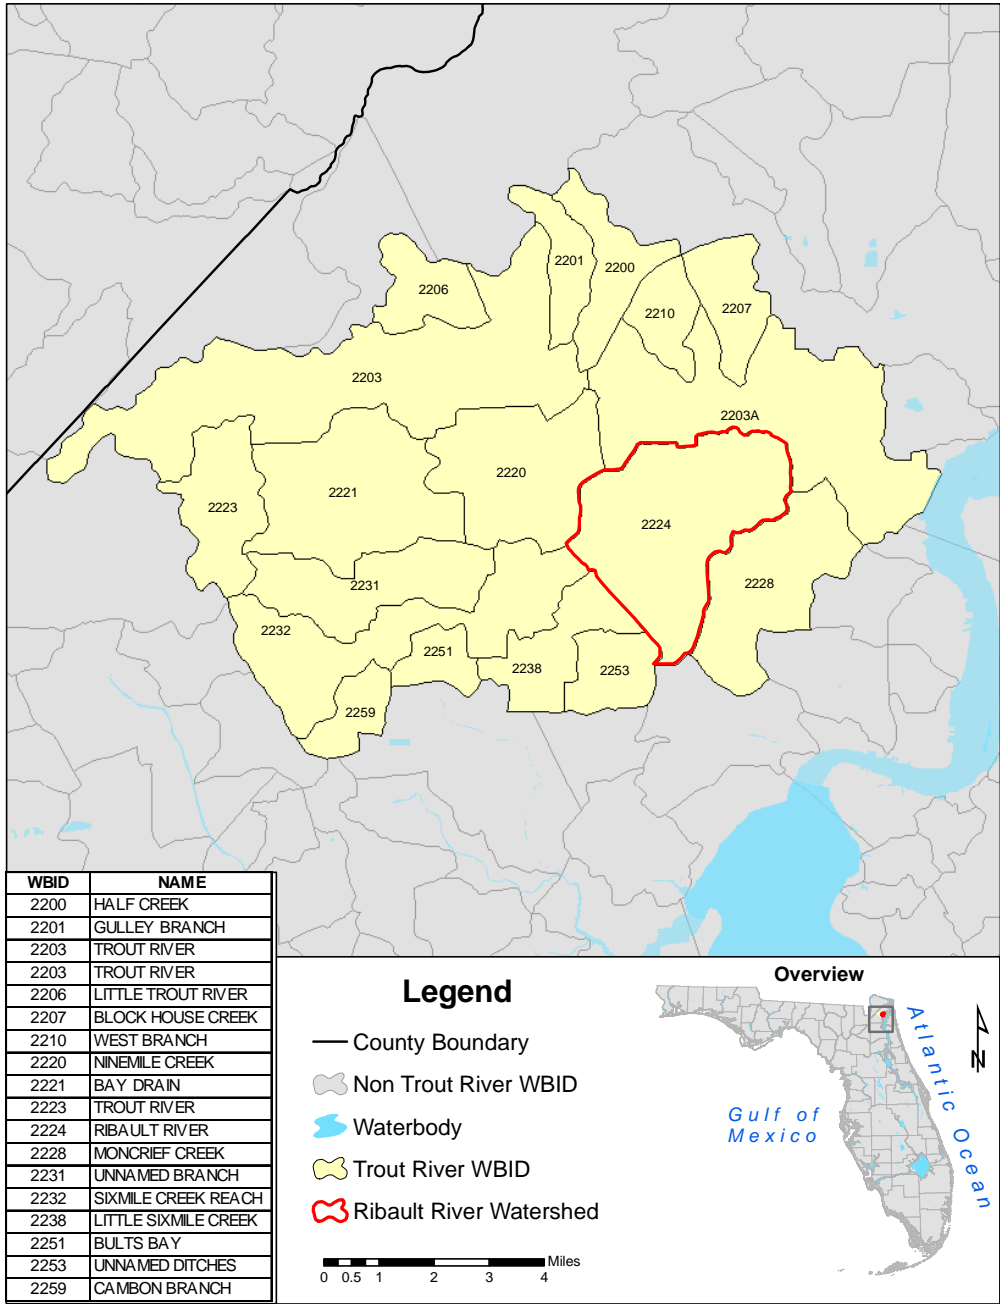 2201
2200
2206
2210
2207
2203
2203A
2220
2221
2223
2224
2231
2228
2232
2251
2238
2253
2259
WBID NAME
2200 HALF CREEK
2201 GULLEY BRANCH
2203 TROUT RIVER
2203 TROUT RIVER
2206 LITTLE TROUT RIVER
2207 BLOCK HOUSE CREEK
2210 WEST BRANCH
2220 NINEMILE CREEK
2221 BAY DRAIN
2223 TROUT RIVER
2224 RIBAULT RIVER
2228 MONCRIEF CREEK
2231 UNNAMED BRANCH
2232 SIXMILE CREEK REACH
2238 LITTLE SIXMILE CREEK
2251 BULTS BAY
2253 UNNAMED DITCHES
2259 CAMBON BRANCH
Legend
County Boundary
Non Trout River WBID
Waterbody
Trout River WBID
Ribault River Watershed
Miles
0 0.5 1 2 3 4
Overview
Gulf of
Mexico
Atlantic Ocean
N